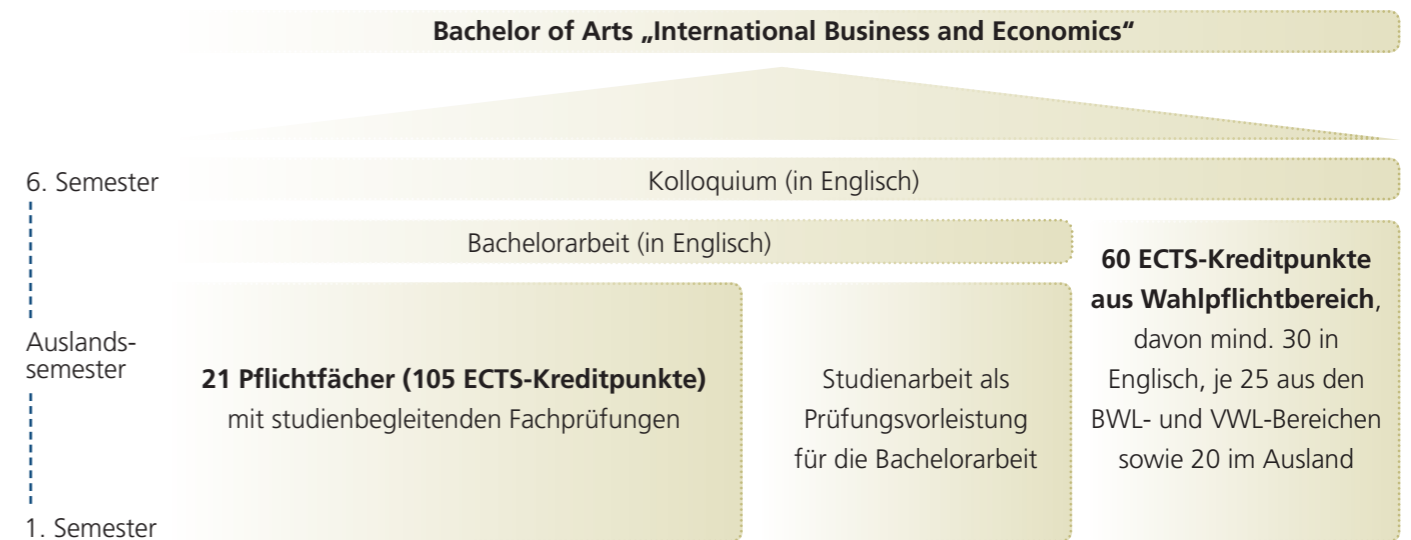 Bachelor of Arts „International Business and Economics“
6. Semester
Kolloquium (in Englisch)
Bachelorarbeit (in Englisch)
60 ECTS-Kreditpunkte
aus Wahlpflichtbereich,
davon mind. 30 in
Englisch, je 25 aus den
BWL- und VWL-Bereichen
sowie 20 im Ausland
Auslands-
semester
21 Pflichtfächer (105 ECTS-Kreditpunkte)
mit studienbegleitenden Fachprüfungen
Studienarbeit als
Prüfungsvorleistung
für die Bachelorarbeit
1. Semester